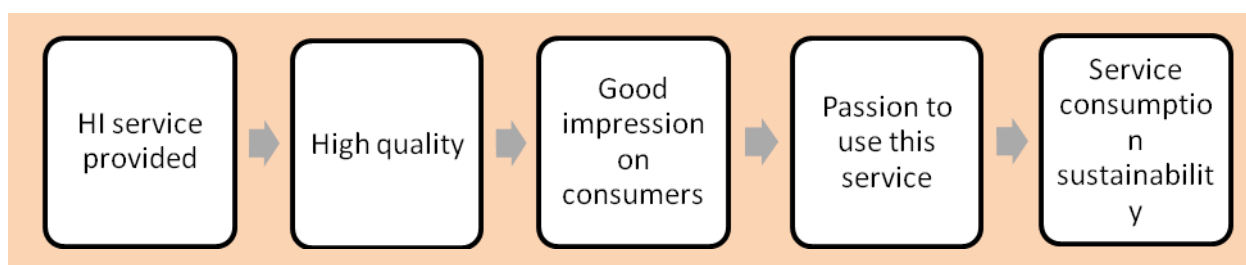 HI service
provided
High quality
Good
impression
on
consumers
Passion to
use this
service
Service
consumptio
n
sustainabilit
y